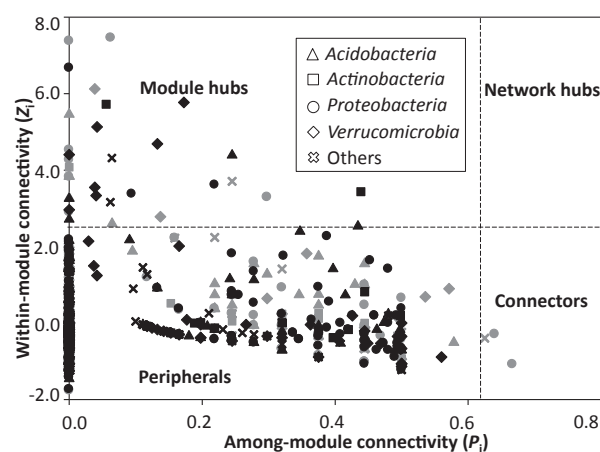 8.0
Module hubs
Network hubs
Acidobacteria
Actinobacteria
Proteobacteria
Verrucomicrobia
Others
6.0
4.0
2.0
0.0
-2.0
Within-module connectivity (Zi)
Connectors
Peripherals
0.0 0.2 0.4 0.6 0.8
Among-module connectivity (Pi)